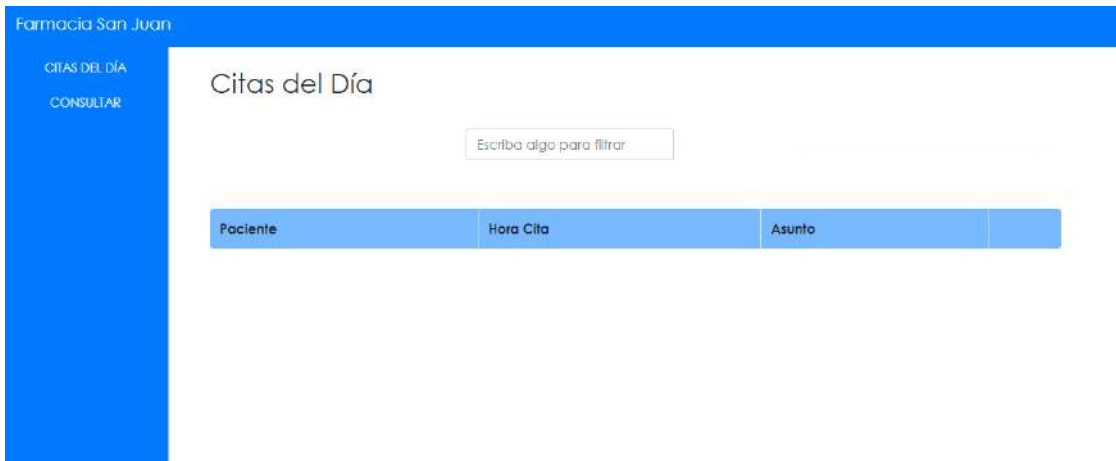 Farmacia San Juan
CITAS DEL DÍA
CONSULTAR
Citas del Día
Escriba algo para filtrar
Paciente Hora Cita Asunto